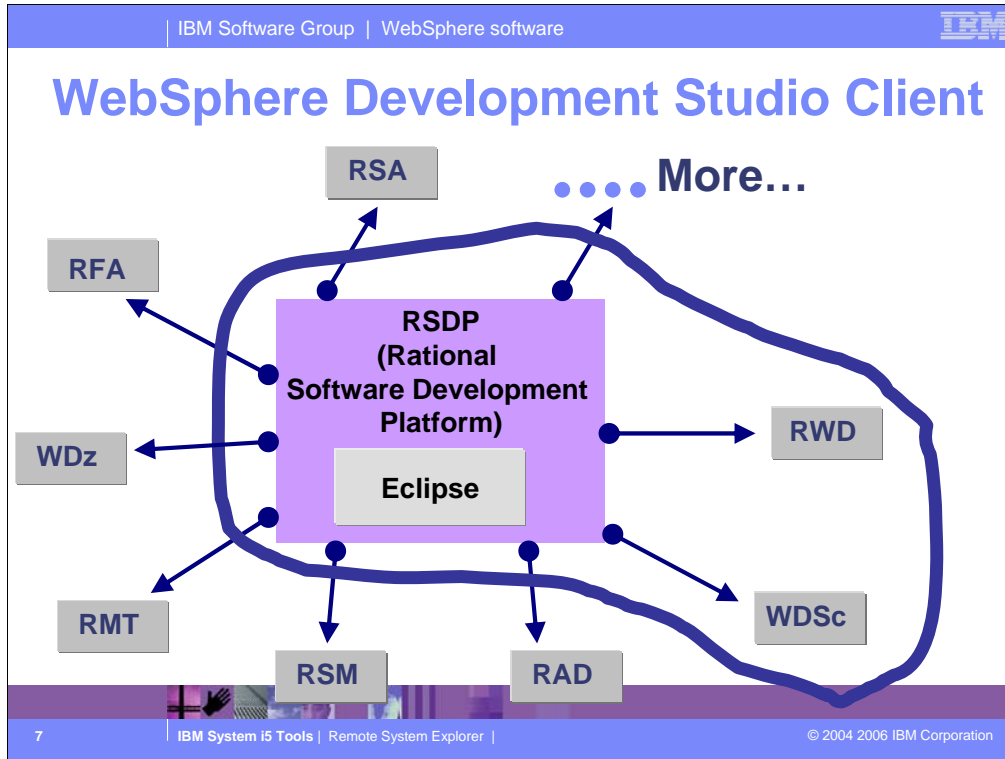 IBM Software Group | WebSphere software
IBM
WebSphere Development Studio Client
RSA
.... More…
RFA
RSDP
(Rational
Software Development
Platform)
RWD
WDz
Eclipse
WDSc
RMT
RSM
RAD
7
IBM System i5 Tools | Remote System Explorer |
© 2004 2006 IBM Corporation